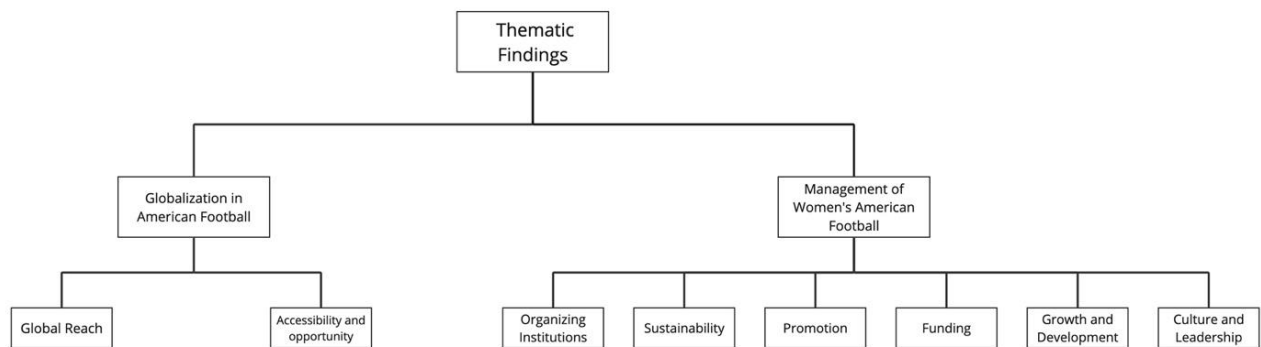 Thematic
Findings
Globalization in
American Football
Management of
Women's American
Football
Global Reach
Accessibility and
opportunity
Organizing
Institutions
Sustainability
Promotion
Funding
Growth and
Development
Culture and
Leadership